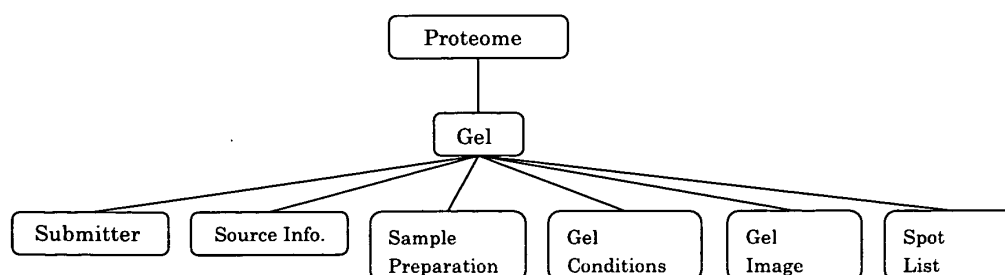 Proteome
Gel
Submitter
Source Info.
Sample
Preparation
Gel
Conditions
Gel
Image
Spot
List